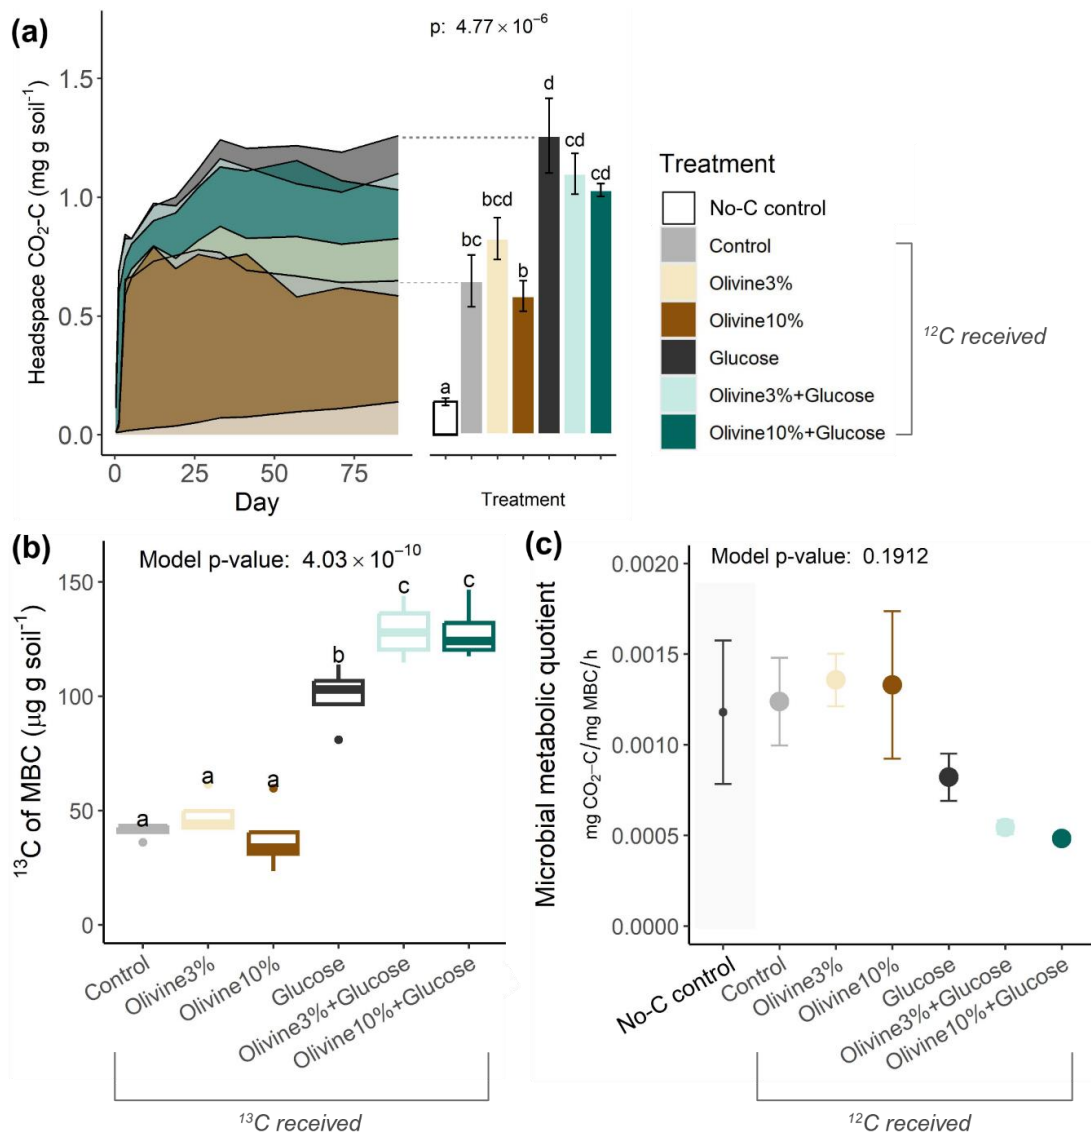 (a)
p: 4.77 × 10⁻⁶
Headspace CO₂-C (mg g soil⁻¹)
1.5
1.0
0.5
0.0
0
25
50
75
Day
a
bc
bcd
b
d
cd
cd
Treatment
Treatment
No-C control
Control
Olivine3%
Olivine10%
Glucose
Olivine3%+Glucose
Olivine10%+Glucose
¹²C received
(b)
Model p-value: 4.03 × 10⁻¹⁰
¹³C of MBC (µg g soil⁻¹)
150
100
50
0
a
a
a
b
c
c
Control
Olivine3%
Olivine10%
Glucose
Olivine3%+Glucose
Olivine10%+Glucose
¹³C received
(c)
Model p-value: 0.1912
Microbial metabolic quotient
mg CO₂−C/mg MBC/h
0.0020
0.0015
0.0010
0.0005
0.0000
No-C control
Control
Olivine3%
Olivine10%
Glucose
Olivine3%+Glucose
Olivine10%+Glucose
¹²C received